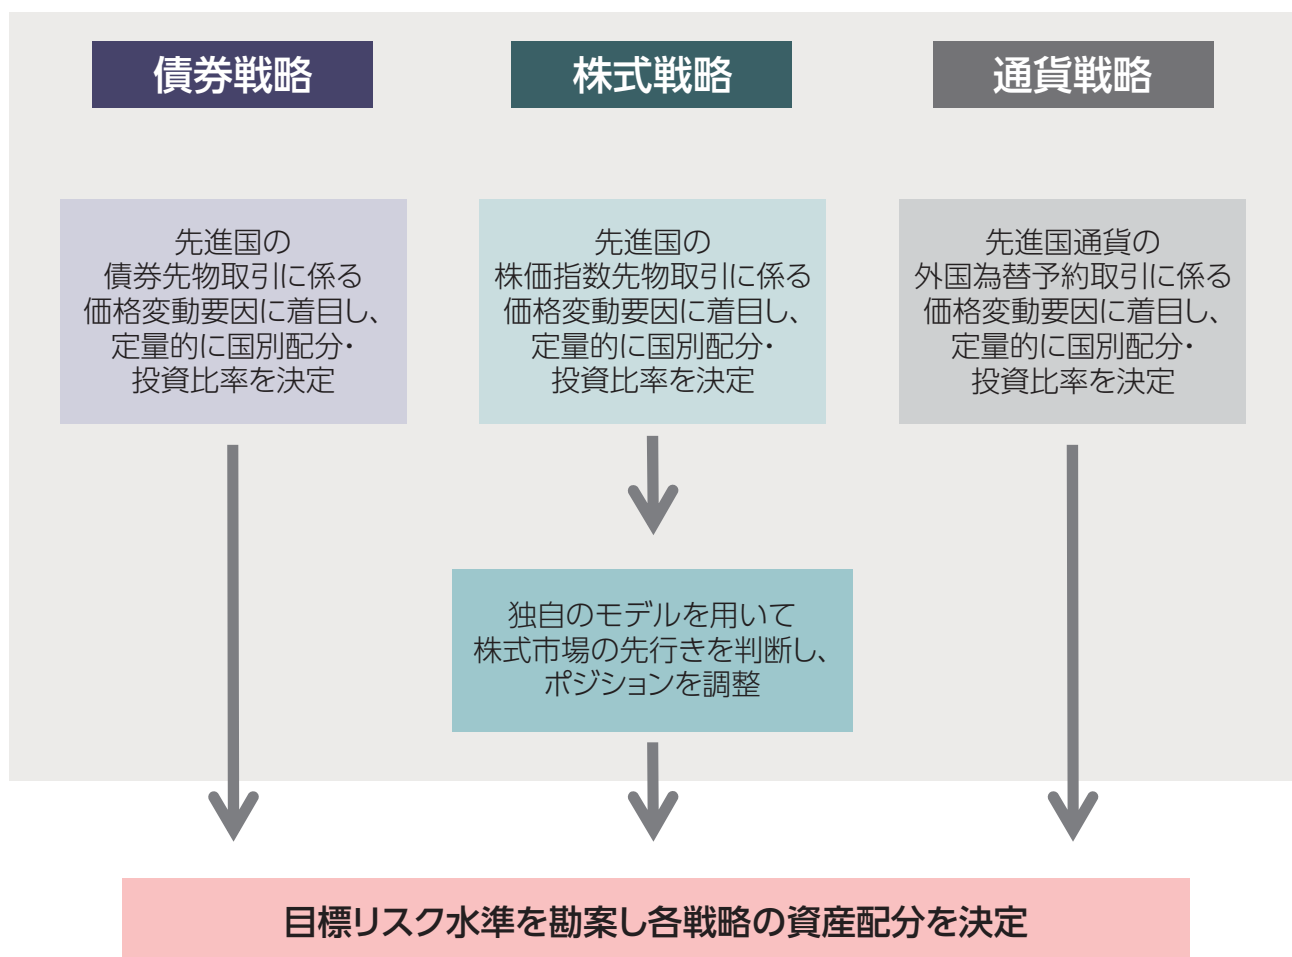 債券戦略
株式戦略
通貨戦略
先進国の
債券先物取引に係る
価格変動要因に着目し、
定量的に国別配分・
投資比率を決定
先進国の
株価指数先物取引に係る
価格変動要因に着目し、
定量的に国別配分・
投資比率を決定
先進国通貨の
外国為替予約取引に係る
価格変動要因に着目し、
定量的に国別配分・
投資比率を決定
独自のモデルを用いて
株式市場の先行きを判断し、
ポジションを調整
目標リスク水準を勘案し各戦略の資産配分を決定